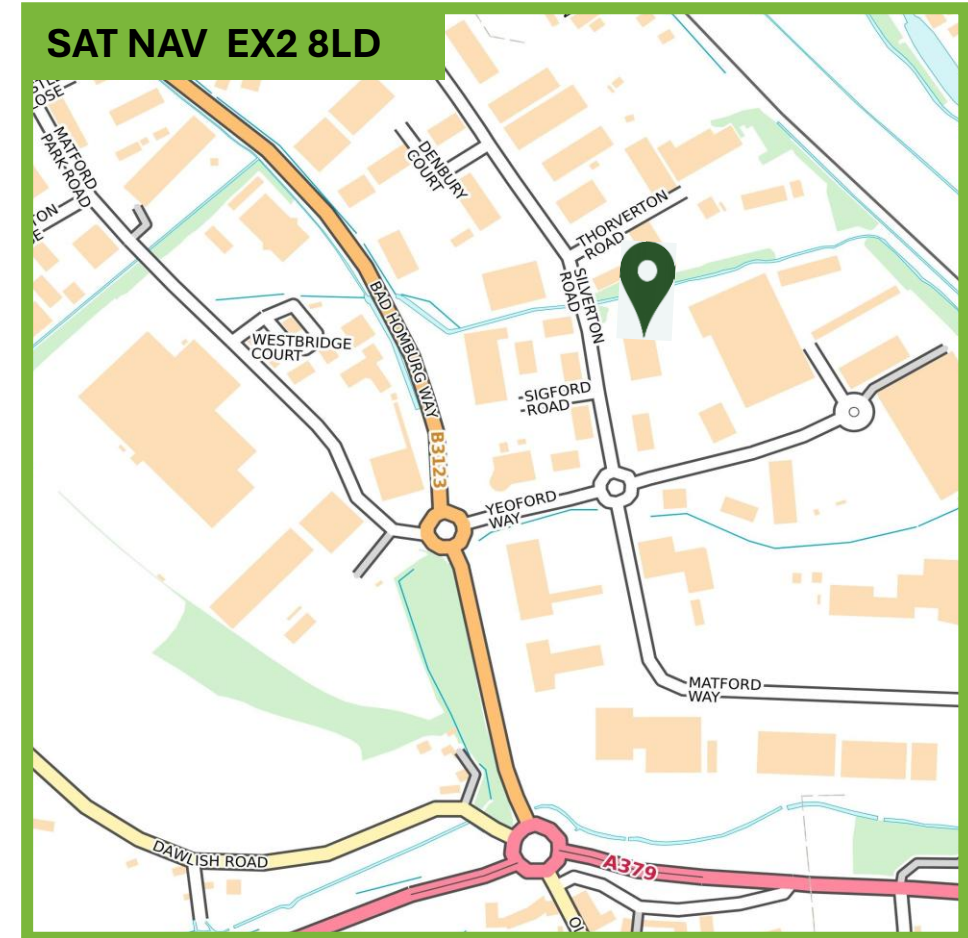 SAT NAV EX2 8LD
LOSE
MATFORD
PARK ROAD
DENBURY
COURT
THORVERTON
ROAD
SILVERTON
ROAD
BAD HOMBURG WAY
WESTBRIDGE
COURT
SIGFORD
ROAD
B3123
YEOFORD
WAY
MATFORD
WAY
DAWLISH ROAD
A379